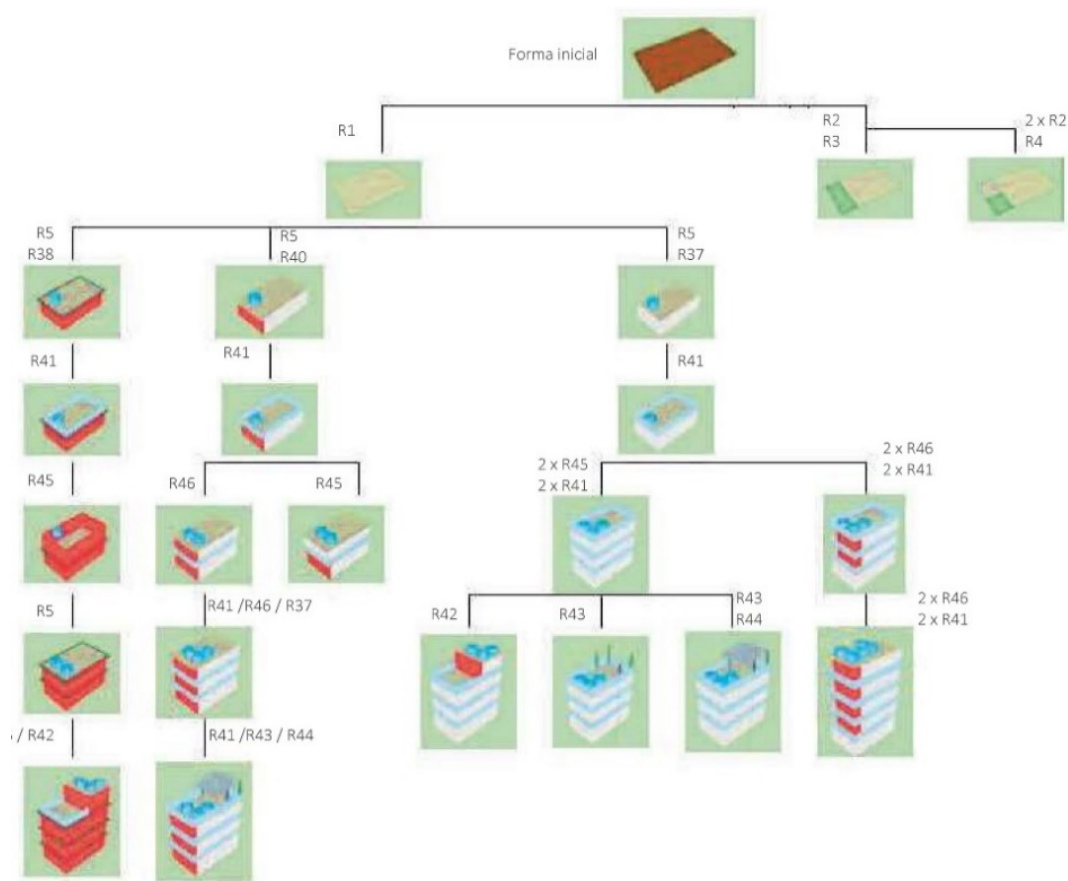 Forma inicial
R1
R2
R3
2 x R2
R4
R5
R38
R5
R40
R5
R37
R41
R41
R41
R45
R46
R45
2 x R45
2 x R41
2 x R46
2 x R41
R5
R41 /R46 / R37
R42
R43
R43
R44
2 x R46
2 x R41
/ R42
R41 /R43 / R44